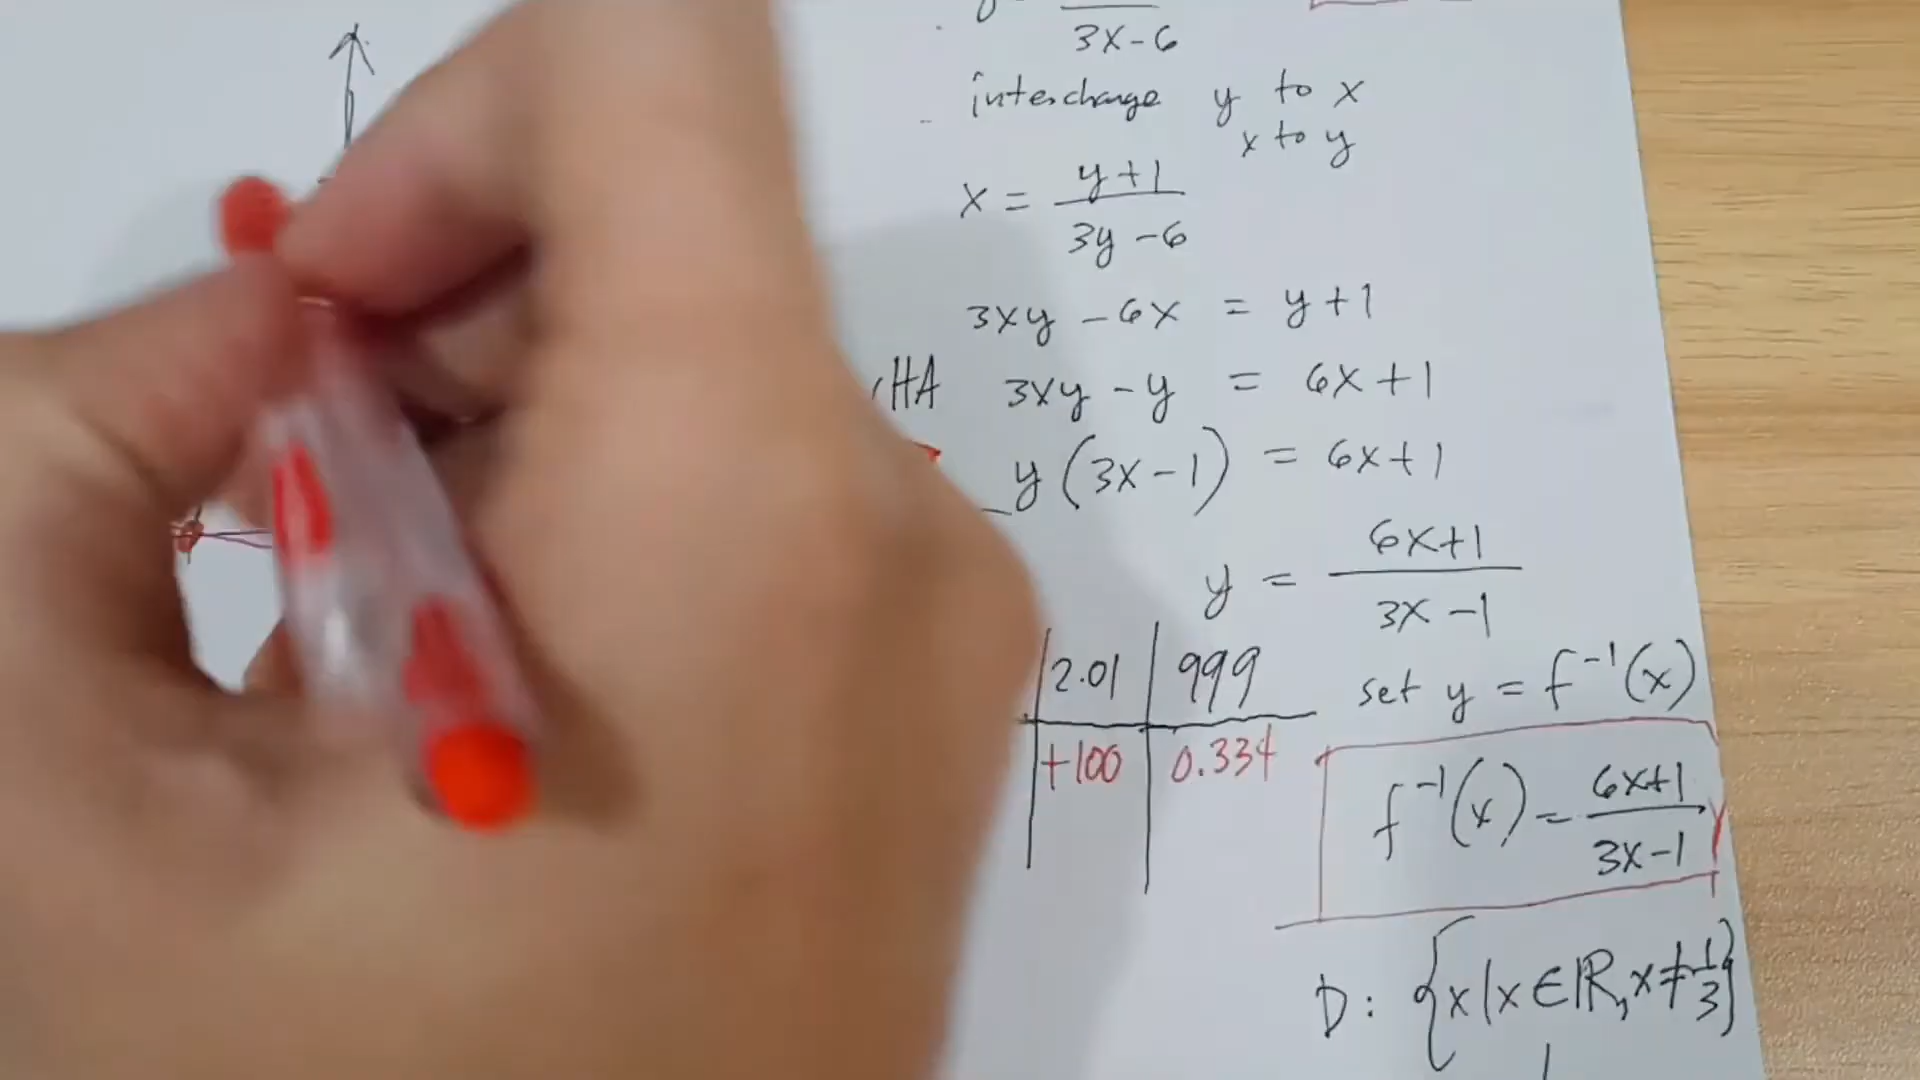 3x-6
interchange y to x
x to y
x = y+1
3y-6
3xy-6x = y+1
HA 3xy-y = 6x+1
y(3x-1) = 6x+1
y = 6x+1
3x-1
2.01 999
+100 0.334
set y = f⁻¹(x)
f⁻¹(x) = 6x+1
3x-1
D: {x|x∈ℝ, x≠1/3}